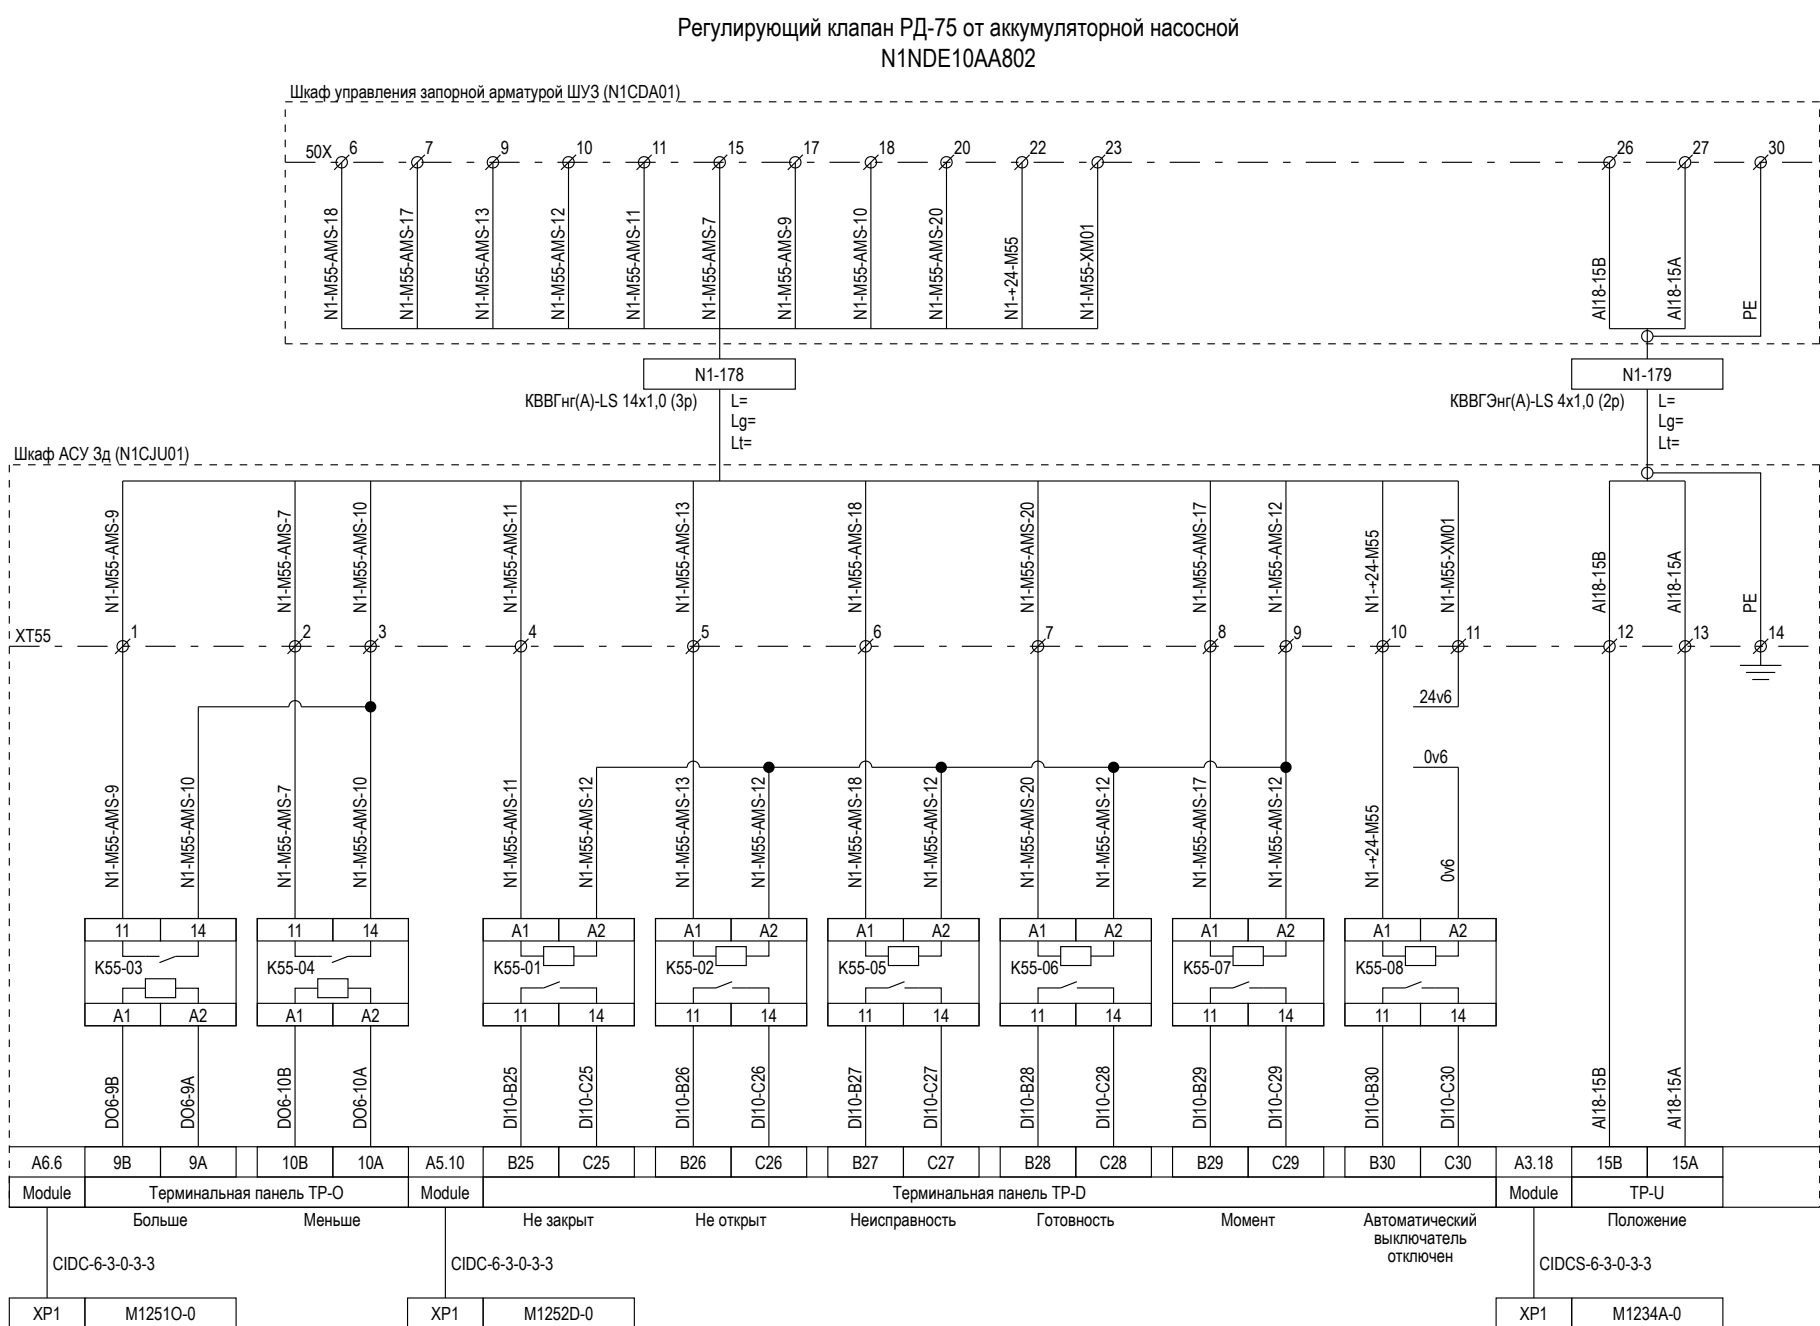 Регулирующий клапан РД-75 от аккумуляторной насосной
N1NDE10AA802
Шкаф управления запорной арматурой ШУЗ (N1CDA01)
50X 6 7 9 10 11 15 17 18 20 22 23 26 27 30
N1-M55-AMS-18 N1-M55-AMS-17 N1-M55-AMS-13 N1-M55-AMS-12 N1-M55-AMS-11 N1-M55-AMS-7 N1-M55-AMS-9 N1-M55-AMS-10 N1-M55-AMS-20 N1-+24-M55 N1-M55-XM01 AI18-15B AI18-15A PE
N1-178 N1-179
КВВГнг(А)-LS 14x1,0 (3р) L= КВВГЭнг(А)-LS 4x1,0 (2р) L=
Lg= Lg=
Lt= Lt=
Шкаф АСУ 3д (N1CJU01)
N1-M55-AMS-9 N1-M55-AMS-7 N1-M55-AMS-10 N1-M55-AMS-11 N1-M55-AMS-13 N1-M55-AMS-18 N1-M55-AMS-20 N1-M55-AMS-17 N1-M55-AMS-12 N1-+24-M55 N1-M55-XM01 AI18-15B AI18-15A PE
XT55 1 2 3 4 5 6 7 8 9 10 11 12 13 14
24v6
0v6
N1-M55-AMS-9 N1-M55-AMS-10 N1-M55-AMS-7 N1-M55-AMS-10 N1-M55-AMS-11 N1-M55-AMS-12 N1-M55-AMS-13 N1-M55-AMS-12 N1-M55-AMS-18 N1-M55-AMS-12 N1-M55-AMS-20 N1-M55-AMS-12 N1-M55-AMS-17 N1-M55-AMS-12 N1-+24-M55 0v6
11 14 11 14 A1 A2 A1 A2 A1 A2 A1 A2 A1 A2 A1 A2
K55-03 K55-04 K55-01 K55-02 K55-05 K55-06 K55-07 K55-08
A1 A2 A1 A2 11 14 11 14 11 14 11 14 11 14 11 14
DO6-9B DO6-9A DO6-10B DO6-10A DI10-B25 DI10-C25 DI10-B26 DI10-C26 DI10-B27 DI10-C27 DI10-B28 DI10-C28 DI10-B29 DI10-C29 DI10-B30 DI10-C30 AI18-15B AI18-15A
A6.6 9B 9A 10B 10A A5.10 B25 C25 B26 C26 B27 C27 B28 C28 B29 C29 B30 C30 A3.18 15B 15A
Module Терминальная панель TP-O Module Терминальная панель TP-D Module TP-U
Больше Меньше Не закрыт Не открыт Неисправность Готовность Момент Автоматический Положение
выключатель
отключен
CIDC-6-3-0-3-3 CIDC-6-3-0-3-3 CIDCS-6-3-0-3-3
XP1 M1251O-0 XP1 M1252D-0 XP1 M1234A-0